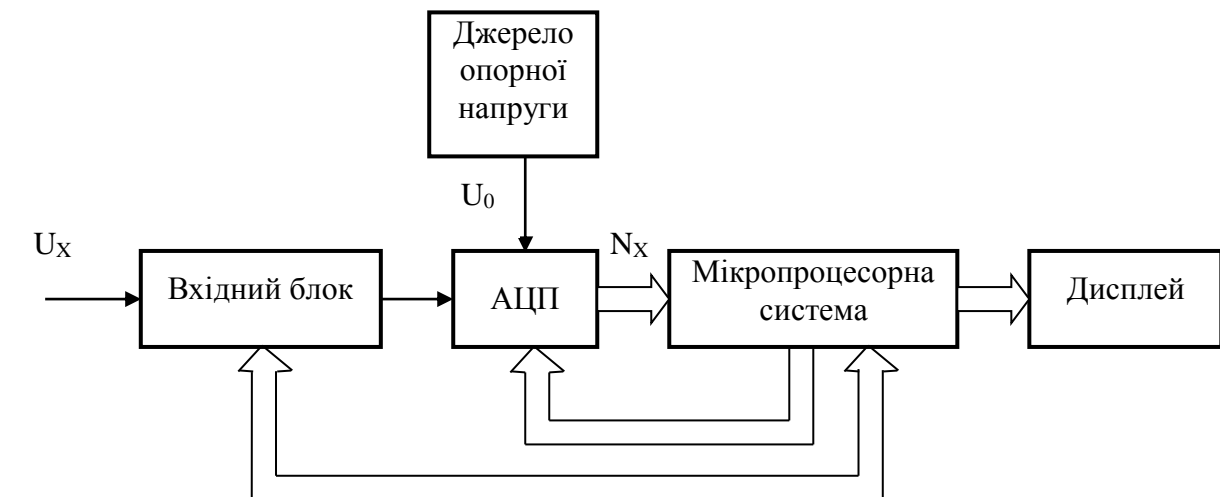 Джерело
опорної
напруги
U₀
Uₓ
Nₓ
Вхідний блок
АЦП
Мікропроцесорна
система
Дисплей